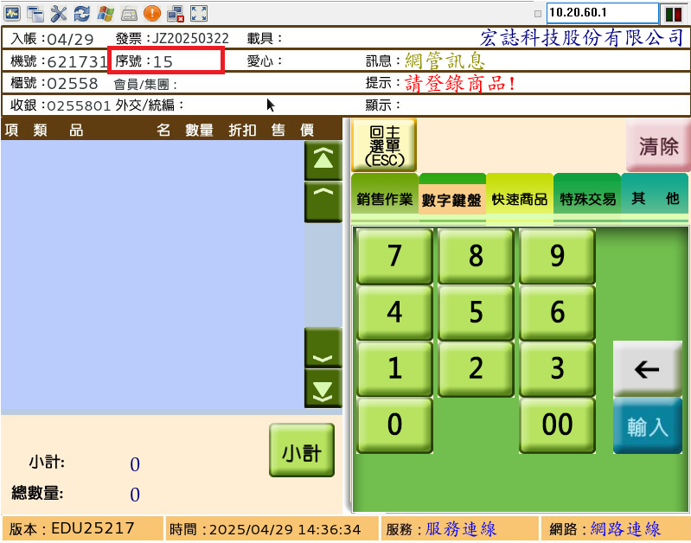 10.20.60.1
入帳：04/29 發票：JZ20250322 載具： 宏誌科技股份有限公司
機號：621731 序號：15 愛心： 訊息：網管訊息
櫃號：02558 會員/集團： 提示：請登錄商品!
收銀：0255801 外交/統編： 顯示：
項 類 品 名 數量 折扣 售 價
回主
選單
(ESC)
清除
銷售作業 數字鍵盤 快速商品 特殊交易 其 他
7 8 9
4 5 6
1 2 3 ←
0 00 輸入
小計
小計: 0
總數量: 0
版本：EDU25217 時間：2025/04/29 14:36:34 服務：服務連線 網路：網路連線